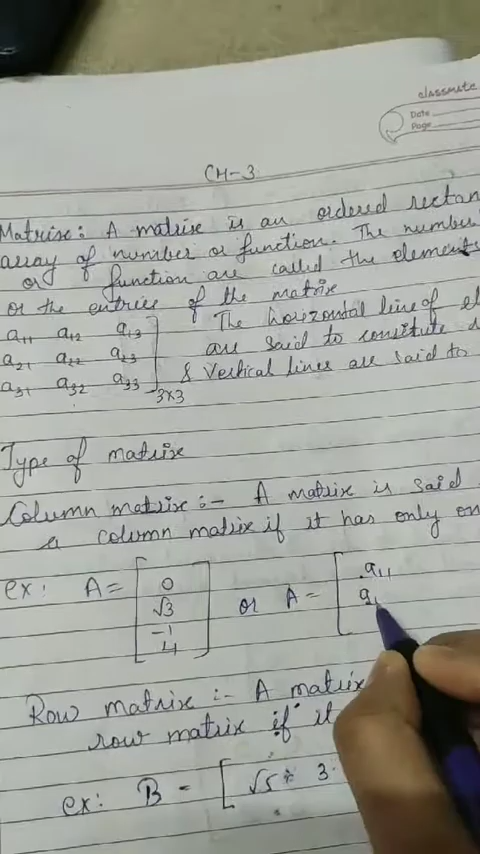 classmate
Date
Page
CH-3
Matrix: A matrix is an ordered rectan
array of number or function. The number
or function are called the elements
or the entries of the matrix
a11 a12 a13 The horizontal line of el
a21 a22 a23 are said to consitute
a31 a32 a33 3×3 & Vertical lines are said to
Type of matrix
Column matrix :- A matrix is said
a column matrix if it has only on
ex: A = [0 √3 -1/4] or A = [a11
Row matrix :- A matrix
row matrix if it
ex: B = [√5 3